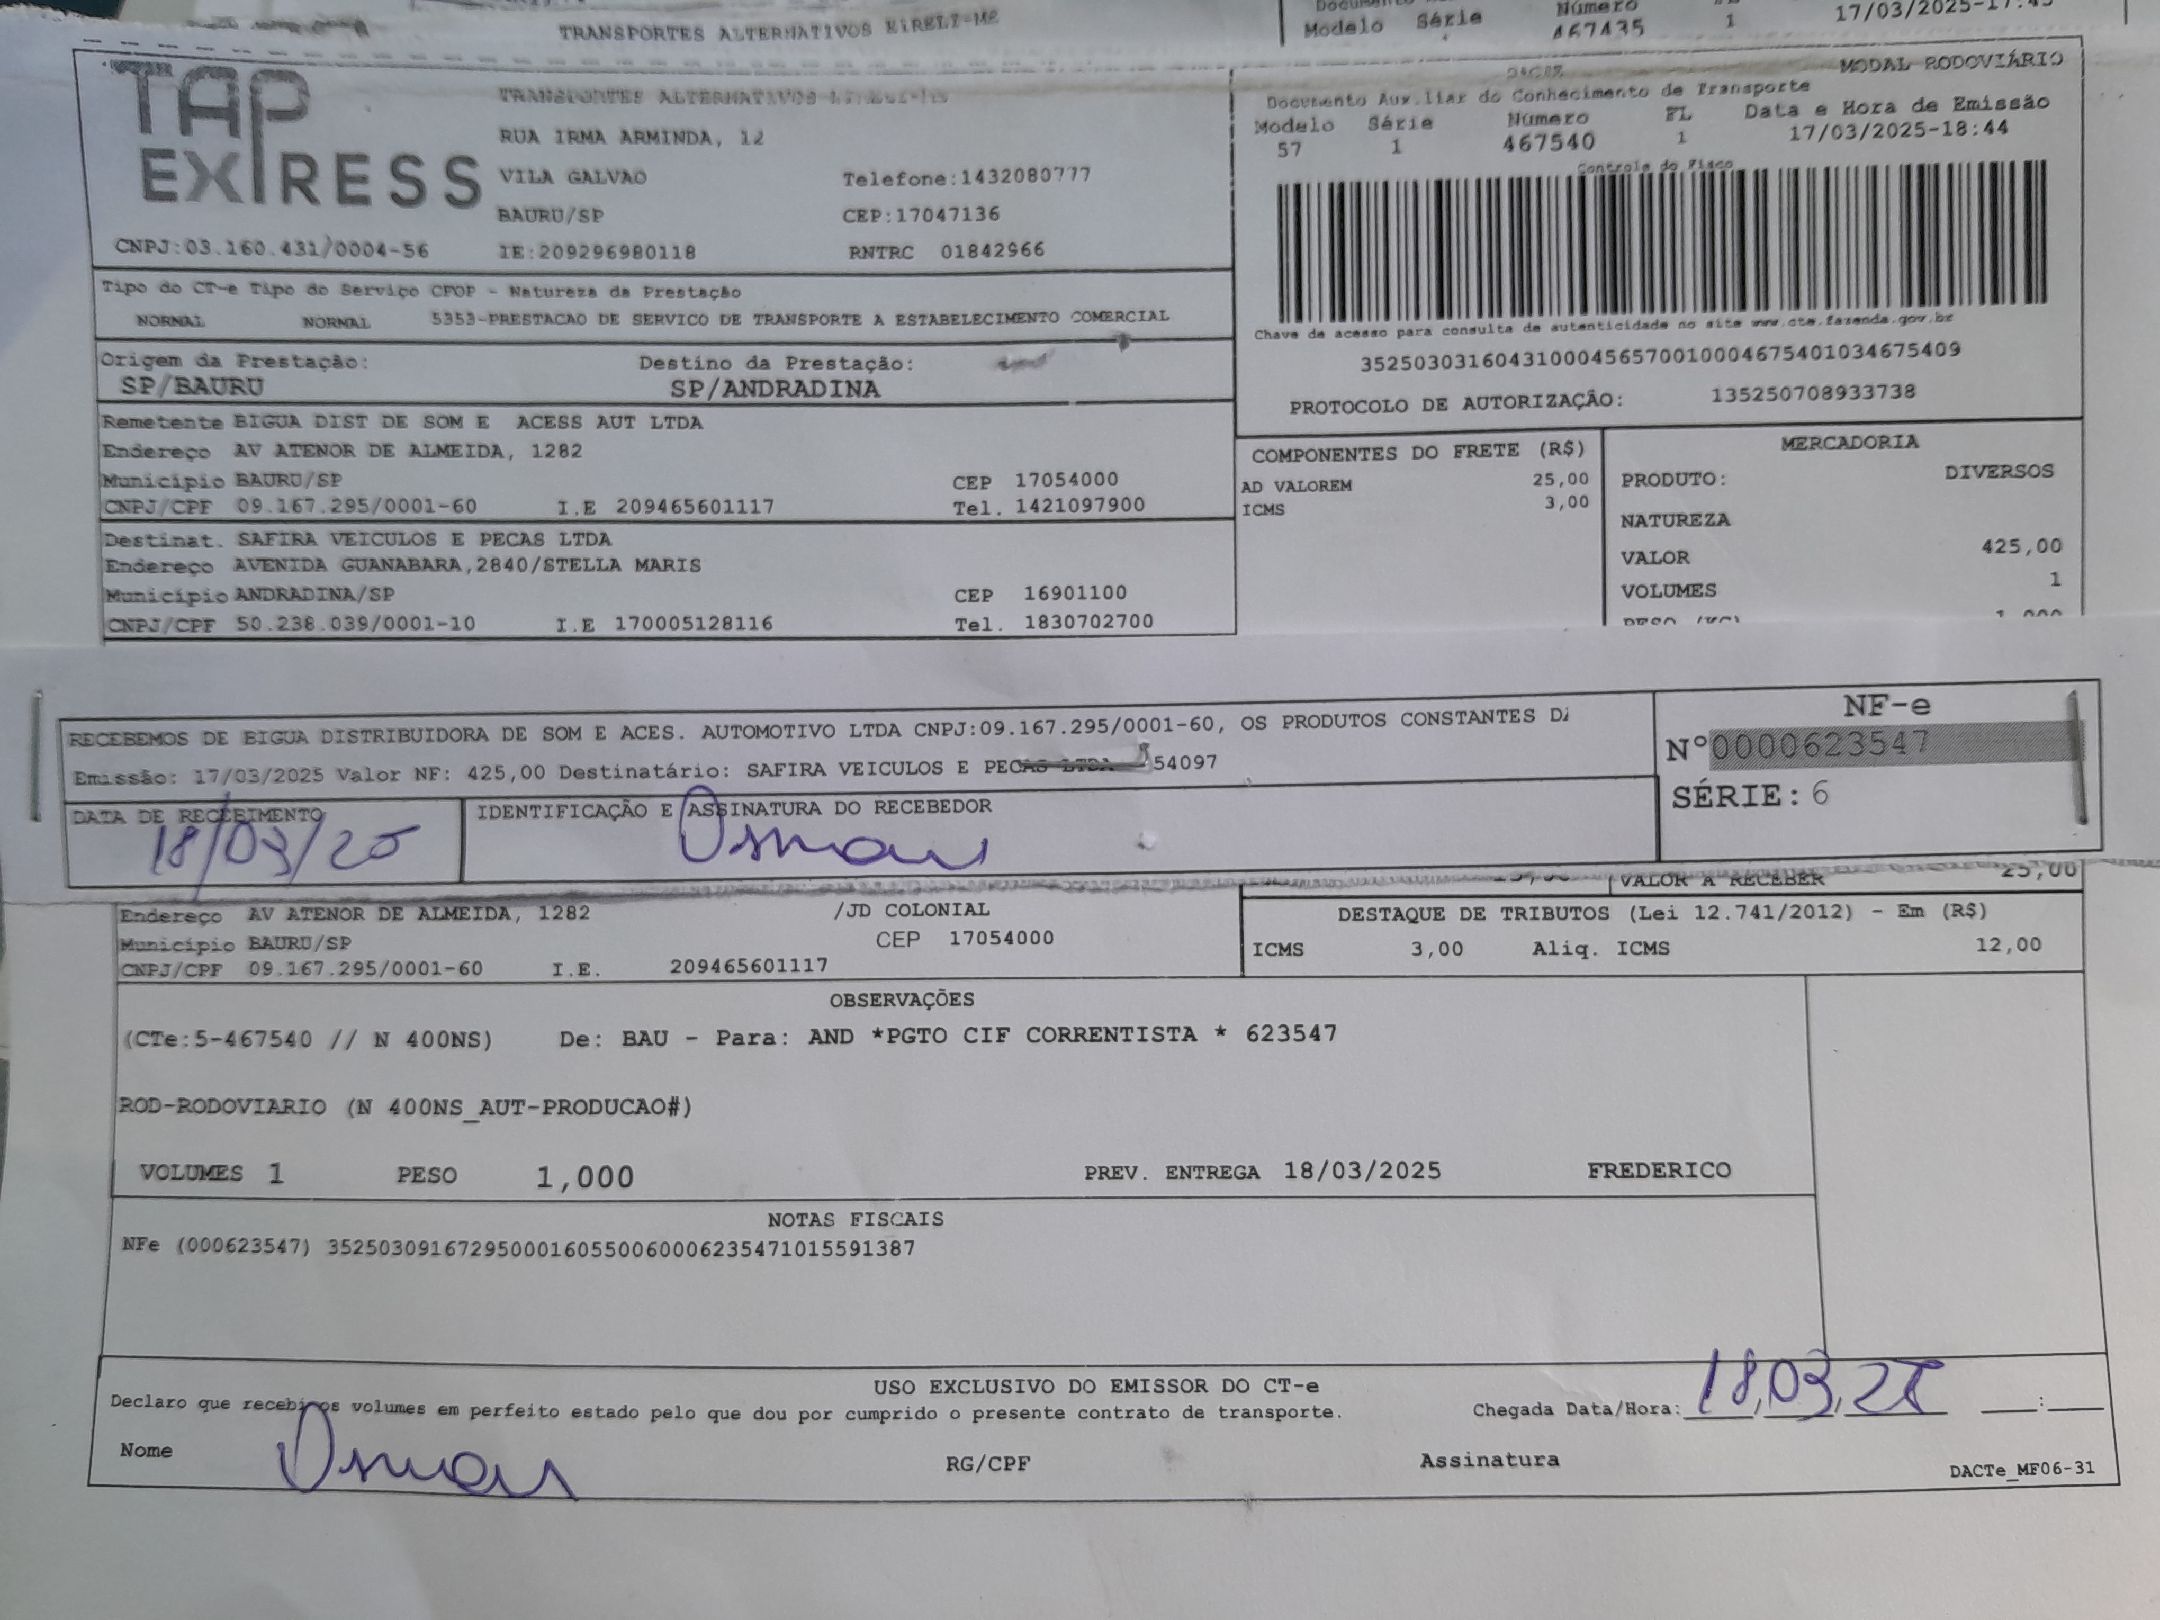 TRANSPORTES ALTERNATIVOS EIRELI-ME
Modelo Série Número 1 17/03/2025-17:43
467435
TAP EXPRESS
TRANSPORTES ALTERNATIVOS
RUA IRMA ARMINDA, 12
VILA GALVAO Telefone:1432080777
BAURU/SP CEP:17047136
CNPJ:03.160.431/0004-56 IE:209296980118 RNTRC 01842966
DACTE MODAL RODOVIÁRIO
Documento Auxiliar do Conhecimento de Transporte
Modelo Série Número FL Data e Hora de Emissão
57 1 467540 1 17/03/2025-18:44
Controle do Fisco
Chave de acesso para consulta de autenticidade no site www.cte.fazenda.gov.br
35250303160431000456570010004675401034675409
PROTOCOLO DE AUTORIZAÇÃO: 135250708933738
Tipo do CT-e Tipo do Serviço CFOP - Natureza da Prestação
NORMAL NORMAL 5353-PRESTACAO DE SERVICO DE TRANSPORTE A ESTABELECIMENTO COMERCIAL
Origem da Prestação: Destino da Prestação:
SP/BAURU SP/ANDRADINA
Remetente BIGUA DIST DE SOM E ACESS AUT LTDA
Endereço AV ATENOR DE ALMEIDA, 1282
Município BAURU/SP CEP 17054000
CNPJ/CPF 09.167.295/0001-60 I.E 209465601117 Tel. 1421097900
Destinat. SAFIRA VEICULOS E PECAS LTDA
Endereço AVENIDA GUANABARA,2840/STELLA MARIS
Município ANDRADINA/SP CEP 16901100
CNPJ/CPF 50.238.039/0001-10 I.E 170005128116 Tel. 1830702700
COMPONENTES DO FRETE (R$)
AD VALOREM 25,00
ICMS 3,00
MERCADORIA
PRODUTO: DIVERSOS
NATUREZA
VALOR 425,00
VOLUMES 1
PESO (KG) 1,000
RECEBEMOS DE BIGUA DISTRIBUIDORA DE SOM E ACES. AUTOMOTIVO LTDA CNPJ:09.167.295/0001-60, OS PRODUTOS CONSTANTES DA
Emissão: 17/03/2025 Valor NF: 425,00 Destinatário: SAFIRA VEICULOS E PECAS LTDA 54097
DATA DE RECEBIMENTO IDENTIFICAÇÃO E ASSINATURA DO RECEBEDOR
18/03/25 Osmar
NF-e
Nº0000623547
SÉRIE: 6
VALOR A RECEBER 25,00
Endereço AV ATENOR DE ALMEIDA, 1282 /JD COLONIAL
Município BAURU/SP CEP 17054000
CNPJ/CPF 09.167.295/0001-60 I.E. 209465601117
DESTAQUE DE TRIBUTOS (Lei 12.741/2012) - Em (R$)
ICMS 3,00 Aliq. ICMS 12,00
OBSERVAÇÕES
(CTe:5-467540 // N 400NS) De: BAU - Para: AND *PGTO CIF CORRENTISTA * 623547
ROD-RODOVIARIO (N 400NS_AUT-PRODUCAO#)
VOLUMES 1 PESO 1,000 PREV. ENTREGA 18/03/2025 FREDERICO
NOTAS FISCAIS
NFe (000623547) 35250309167295000160550060006235471015591387
USO EXCLUSIVO DO EMISSOR DO CT-e
Declaro que recebi os volumes em perfeito estado pelo que dou por cumprido o presente contrato de transporte. Chegada Data/Hora: 18,03,25 __:__
Nome Osmar RG/CPF Assinatura
DACTe_MF06-31